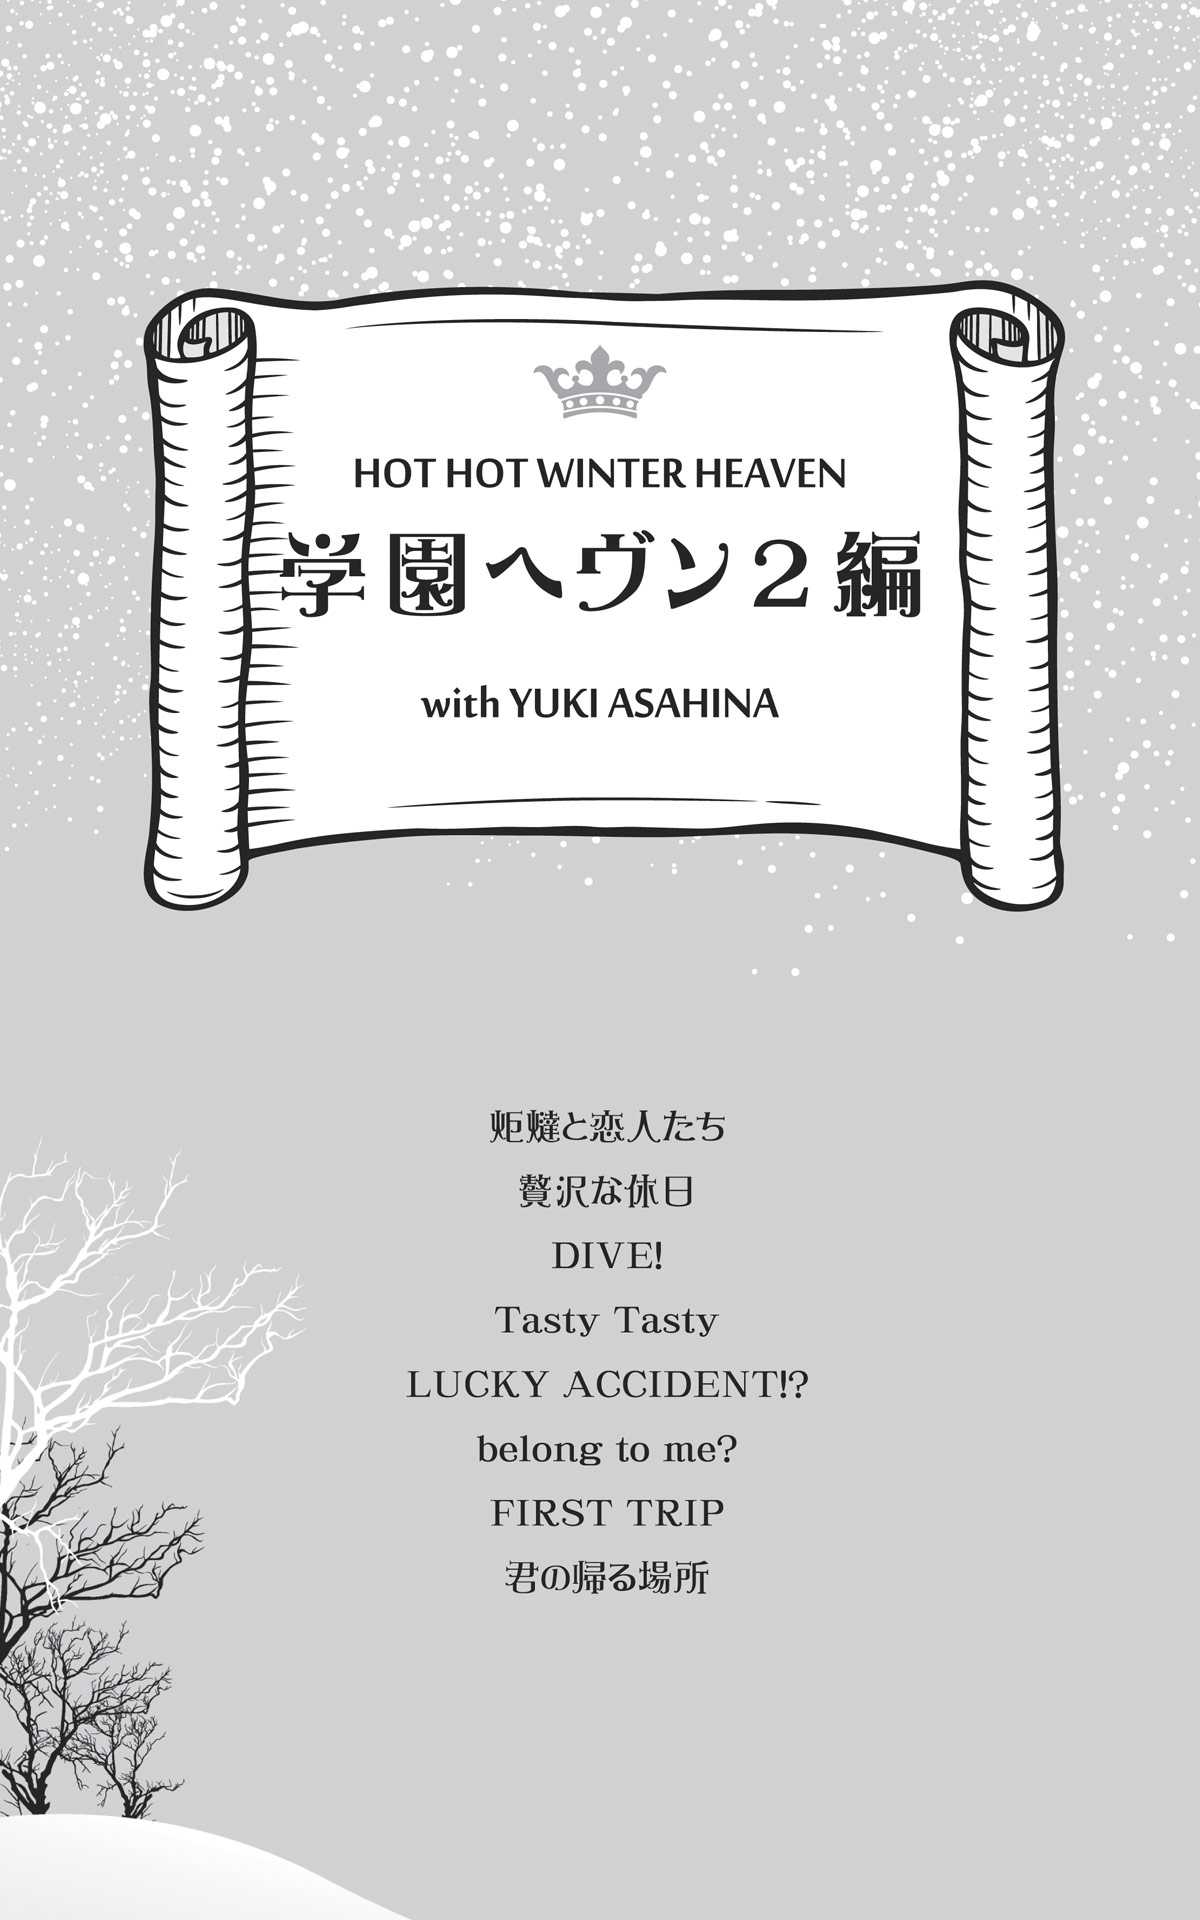 HOT HOT WINTER HEAVEN
学園ヘヴン2編
with YUKI ASAHINA
炬燵と恋人たち
贅沢な休日
DIVE!
Tasty Tasty
LUCKY ACCIDENT!?
belong to me?
FIRST TRIP
君の帰る場所